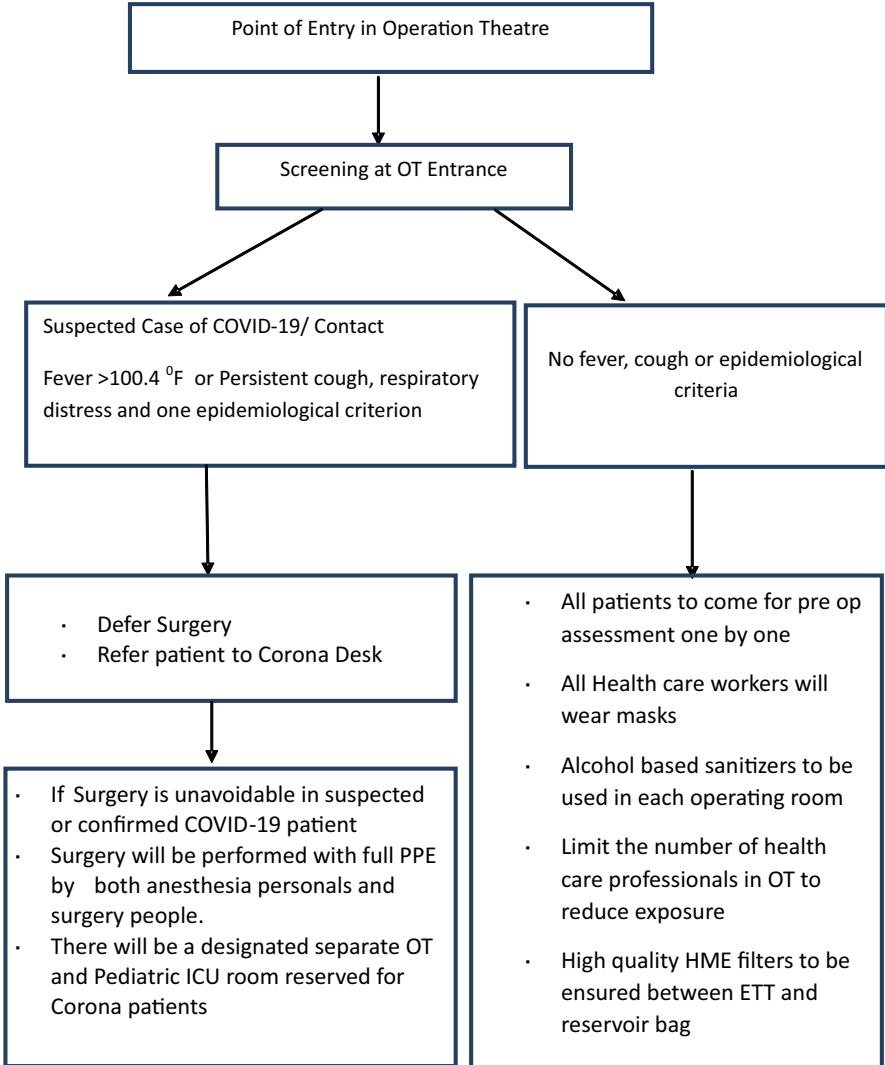 Point of Entry in Operation Theatre
Screening at OT Entrance
Suspected Case of COVID-19/ Contact
Fever >100.4 ⁰F or Persistent cough, respiratory
distress and one epidemiological criterion
No fever, cough or epidemiological
criteria
· Defer Surgery
· Refer patient to Corona Desk
· If Surgery is unavoidable in suspected
or confirmed COVID-19 patient
· Surgery will be performed with full PPE
by both anesthesia personals and
surgery people.
· There will be a designated separate OT
and Pediatric ICU room reserved for
Corona patients
· All patients to come for pre op
assessment one by one
· All Health care workers will
wear masks
· Alcohol based sanitizers to be
used in each operating room
· Limit the number of health
care professionals in OT to
reduce exposure
· High quality HME filters to be
ensured between ETT and
reservoir bag